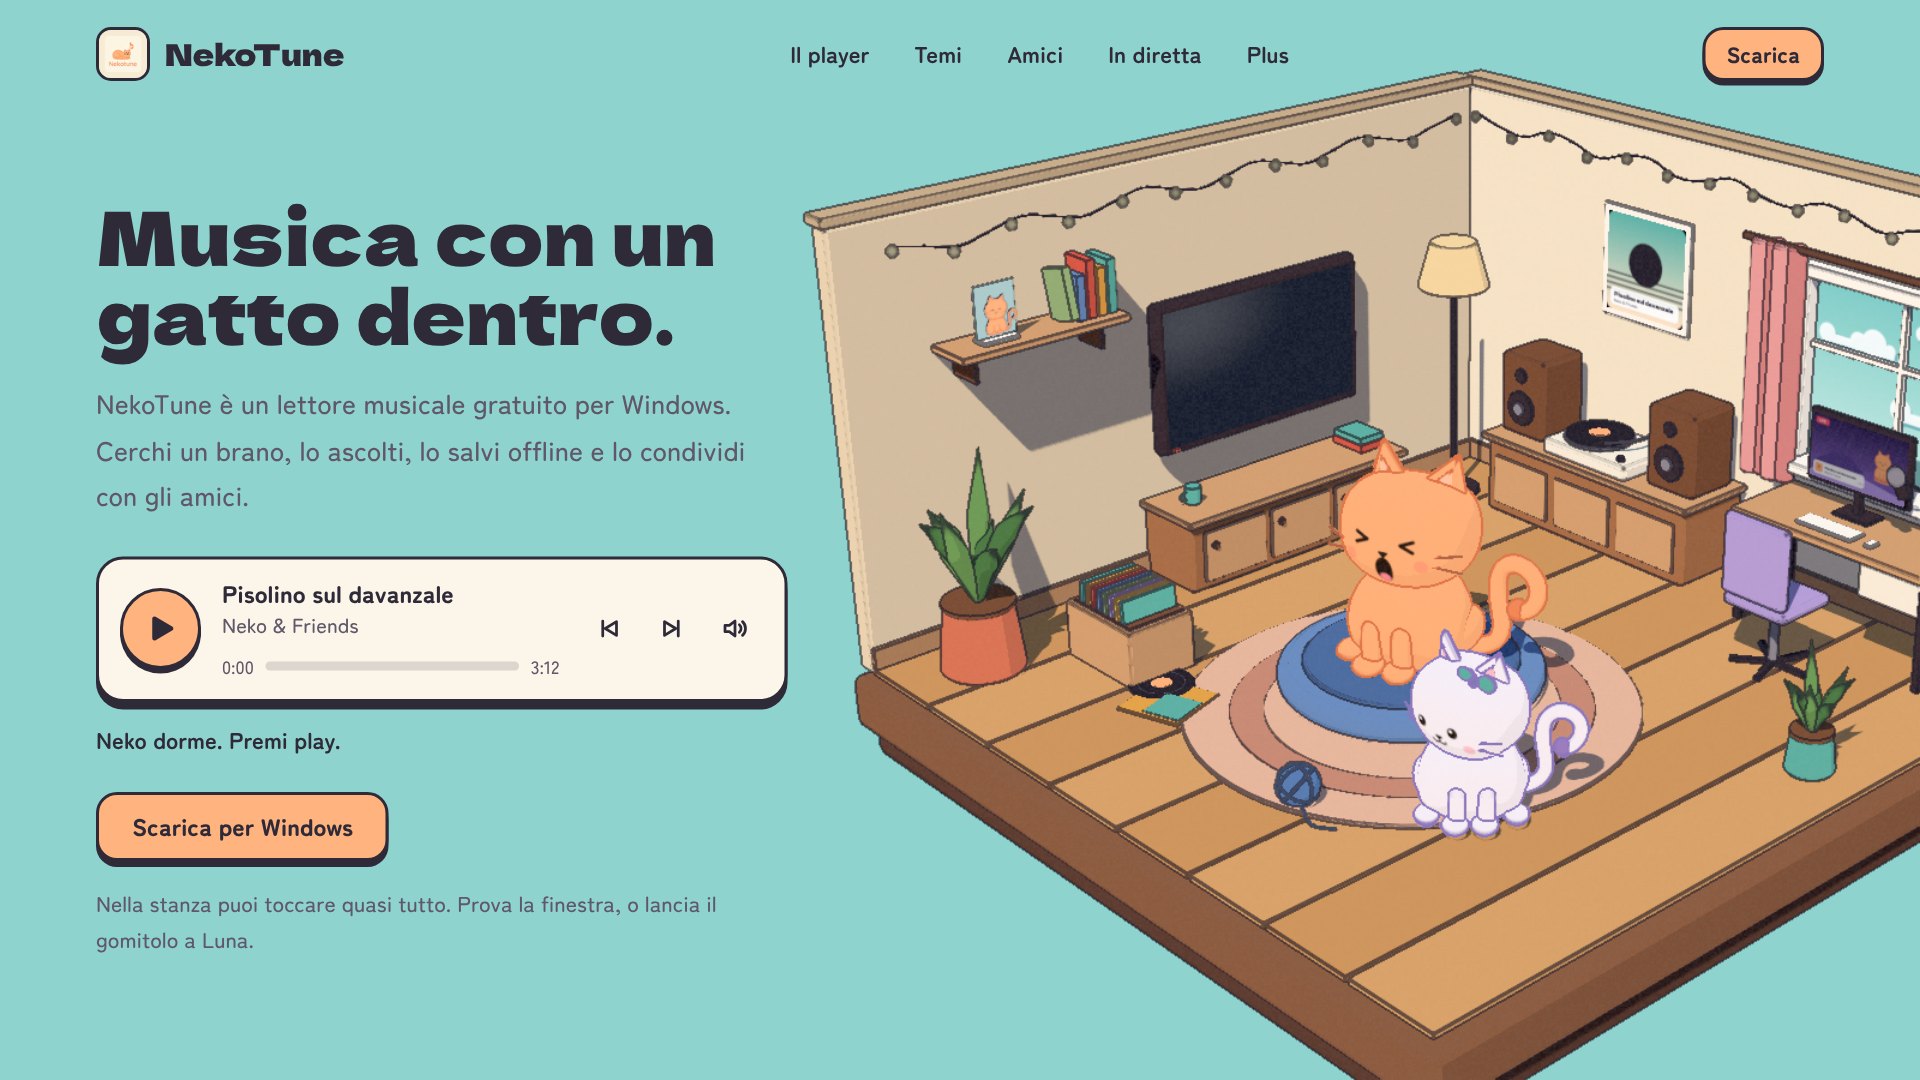 NekoTune
Il player
Temi
Amici
In diretta
Plus
Scarica
Musica con un
gatto dentro.
NekoTune è un lettore musicale gratuito per Windows.
Cerchi un brano, lo ascolti, lo salvi offline e lo condividi
con gli amici.
Pisolino sul davanzale
Neko & Friends
0:00
3:12
Neko dorme. Premi play.
Scarica per Windows
Nella stanza puoi toccare quasi tutto. Prova la finestra, o lancia il
gomitolo a Luna.
Pisolino sul davanzale